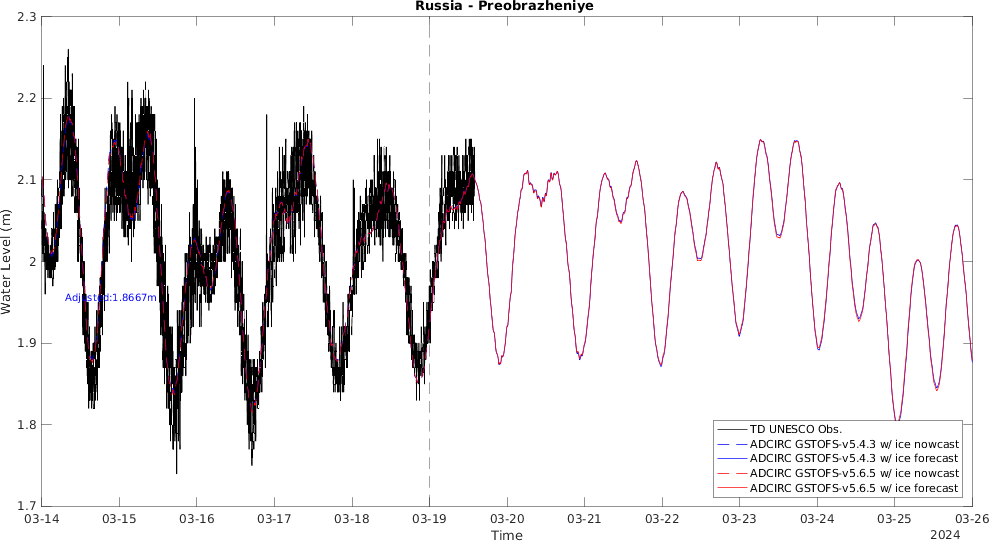 Russia - Preobrazheniye
2.3
2.2
2.1
2
1.9
1.8
1.7
Water Level (m)
Adjusted:1.8667m
TD UNESCO Obs.
ADCIRC GSTOFS-v5.4.3 w/ ice nowcast
ADCIRC GSTOFS-v5.4.3 w/ ice forecast
ADCIRC GSTOFS-v5.6.5 w/ ice nowcast
ADCIRC GSTOFS-v5.6.5 w/ ice forecast
03-14 03-15 03-16 03-17 03-18 03-19 03-20 03-21 03-22 03-23 03-24 03-25 03-26
Time
2024